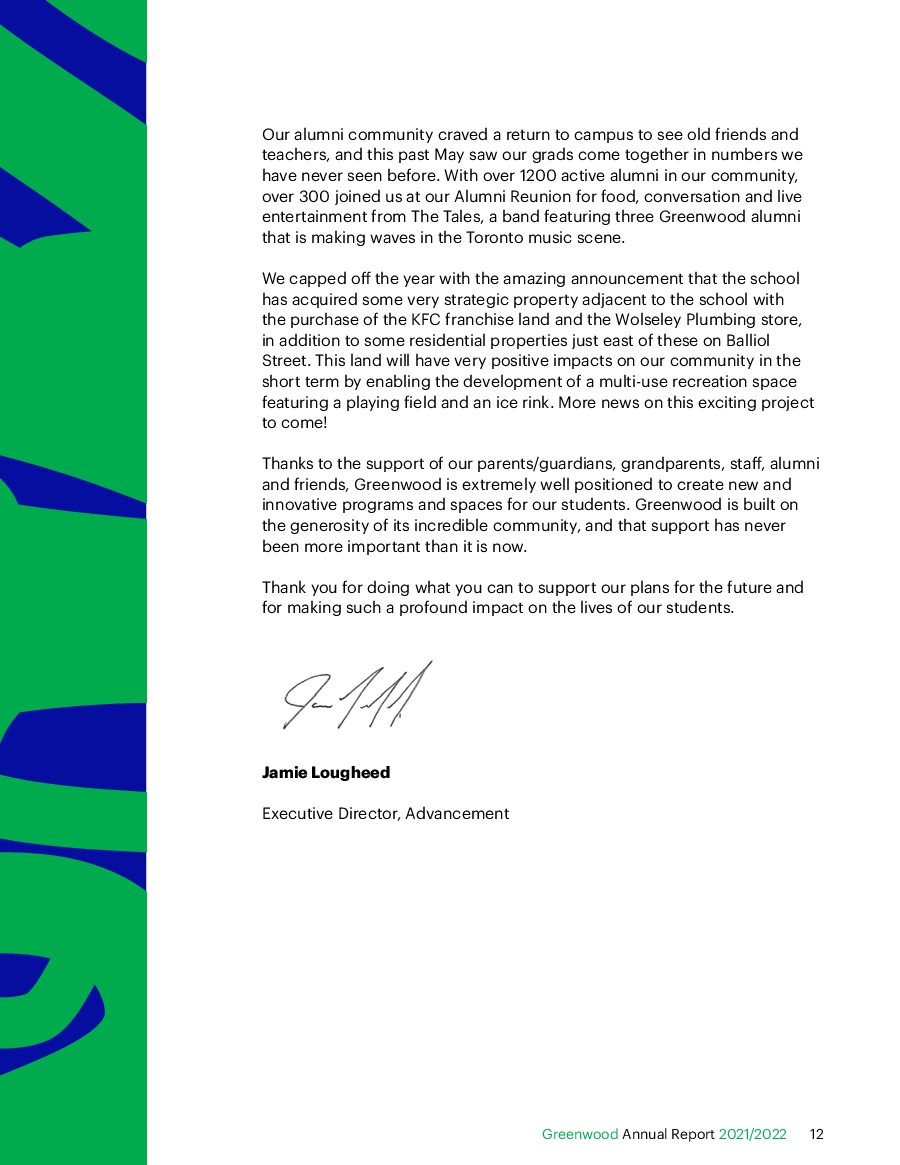 Our alumni community craved a return to campus to see old friends and
teachers, and this past May saw our grads come together in numbers we
have never seen before. With over 1200 active alumni in our community,
over 300 joined us at our Alumni Reunion for food, conversation and live
entertainment from The Tales, a band featuring three Greenwood alumni
that is making waves in the Toronto music scene.
We capped off the year with the amazing announcement that the school
has acquired some very strategic property adjacent to the school with
the purchase of the KFC franchise land and the Wolseley Plumbing store,
in addition to some residential properties just east of these on Balliol
Street. This land will have very positive impacts on our community in the
short term by enabling the development of a multi-use recreation space
featuring a playing field and an ice rink. More news on this exciting project
to come!
Thanks to the support of our parents/guardians, grandparents, staff, alumni
and friends, Greenwood is extremely well positioned to create new and
innovative programs and spaces for our students. Greenwood is built on
the generosity of its incredible community, and that support has never
been more important than it is now.
Thank you for doing what you can to support our plans for the future and
for making such a profound impact on the lives of our students.
Jamie Lougheed
Executive Director, Advancement
Greenwood Annual Report 2021/2022 12